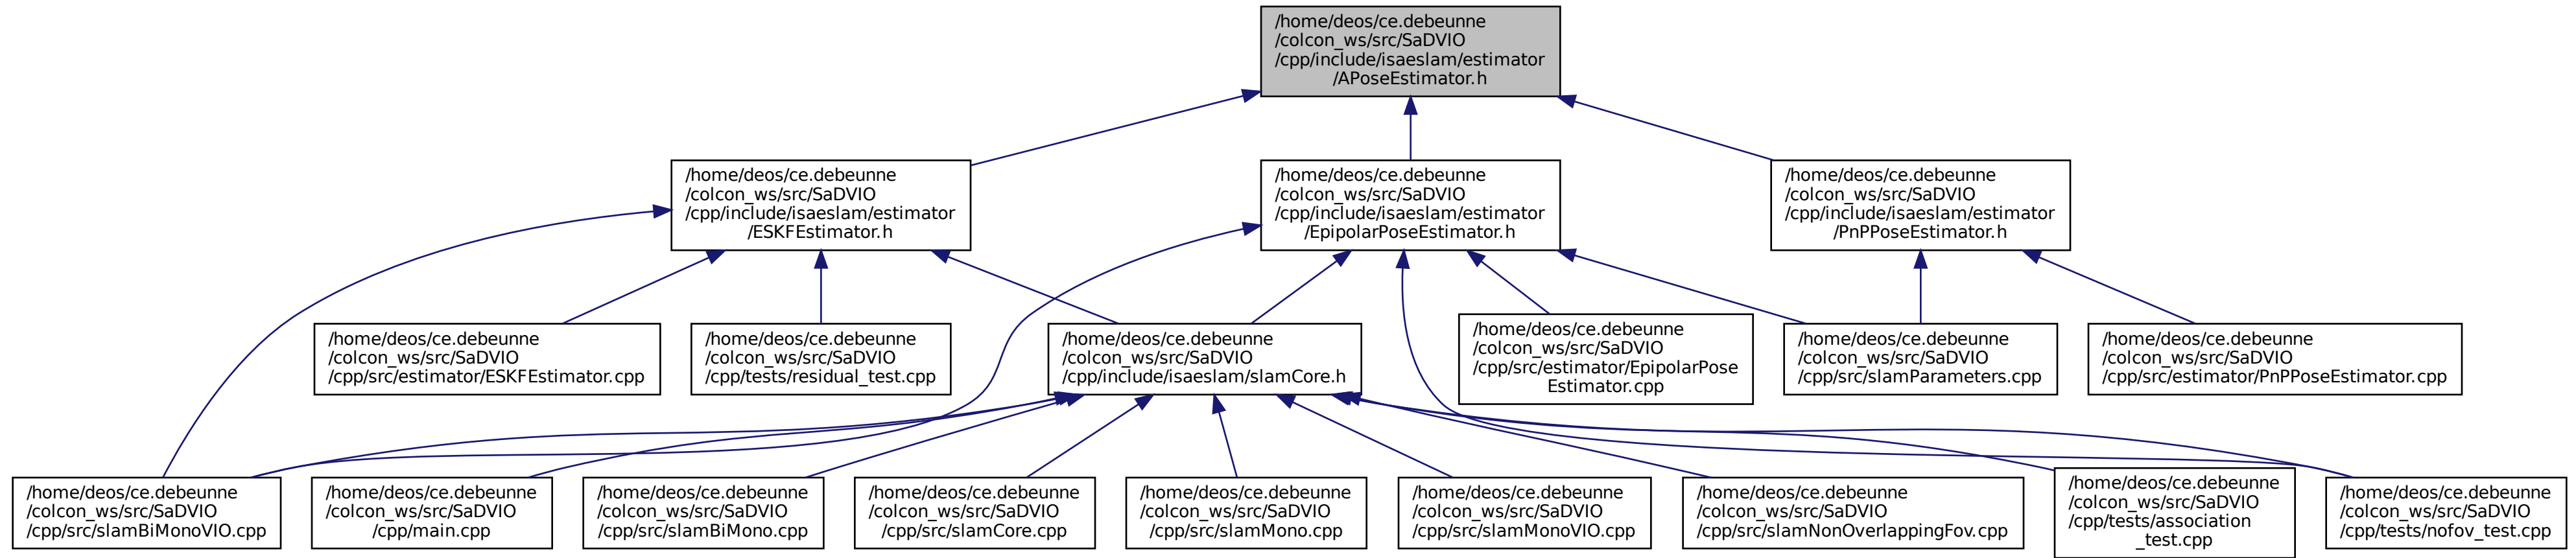 /home/deos/ce.debeunne
/colcon_ws/src/SaDVIO
/cpp/include/isaeslam/estimator
/APoseEstimator.h
/home/deos/ce.debeunne
/colcon_ws/src/SaDVIO
/cpp/include/isaeslam/estimator
/ESKFEstimator.h
/home/deos/ce.debeunne
/colcon_ws/src/SaDVIO
/cpp/include/isaeslam/estimator
/EpipolarPoseEstimator.h
/home/deos/ce.debeunne
/colcon_ws/src/SaDVIO
/cpp/include/isaeslam/estimator
/PnPPoseEstimator.h
/home/deos/ce.debeunne
/colcon_ws/src/SaDVIO
/cpp/src/estimator/ESKFEstimator.cpp
/home/deos/ce.debeunne
/colcon_ws/src/SaDVIO
/cpp/tests/residual_test.cpp
/home/deos/ce.debeunne
/colcon_ws/src/SaDVIO
/cpp/include/isaeslam/slamCore.h
/home/deos/ce.debeunne
/colcon_ws/src/SaDVIO
/cpp/src/estimator/EpipolarPose
Estimator.cpp
/home/deos/ce.debeunne
/colcon_ws/src/SaDVIO
/cpp/src/slamParameters.cpp
/home/deos/ce.debeunne
/colcon_ws/src/SaDVIO
/cpp/src/estimator/PnPPoseEstimator.cpp
/home/deos/ce.debeunne
/colcon_ws/src/SaDVIO
/cpp/src/slamBiMonoVIO.cpp
/home/deos/ce.debeunne
/colcon_ws/src/SaDVIO
/cpp/main.cpp
/home/deos/ce.debeunne
/colcon_ws/src/SaDVIO
/cpp/src/slamBiMono.cpp
/home/deos/ce.debeunne
/colcon_ws/src/SaDVIO
/cpp/src/slamCore.cpp
/home/deos/ce.debeunne
/colcon_ws/src/SaDVIO
/cpp/src/slamMono.cpp
/home/deos/ce.debeunne
/colcon_ws/src/SaDVIO
/cpp/src/slamMonoVIO.cpp
/home/deos/ce.debeunne
/colcon_ws/src/SaDVIO
/cpp/src/slamNonOverlappingFov.cpp
/home/deos/ce.debeunne
/colcon_ws/src/SaDVIO
/cpp/tests/association
_test.cpp
/home/deos/ce.debeunne
/colcon_ws/src/SaDVIO
/cpp/tests/nofov_test.cpp